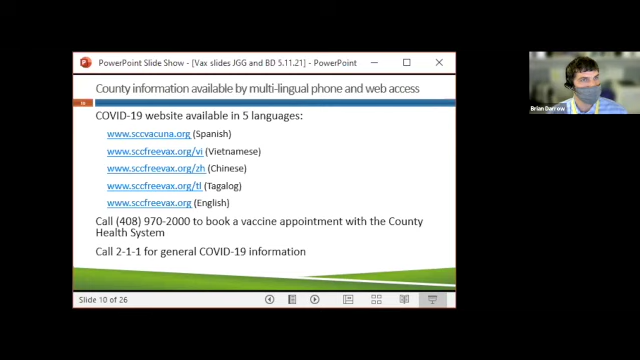 PowerPoint Slide Show - [Vax slides JGG and BD 5.11.21] - PowerPoint
County information available by multi-lingual phone and web access
10
COVID-19 website available in 5 languages:
www.sccvacuna.org (Spanish)
www.sccfreevax.org/vi (Vietnamese)
www.sccfreevax.org/zh (Chinese)
www.sccfreevax.org/tl (Tagalog)
www.sccfreevax.org (English)
Call (408) 970-2000 to book a vaccine appointment with the County
Health System
Call 2-1-1 for general COVID-19 information
Slide 10 of 26
Brian Darrow